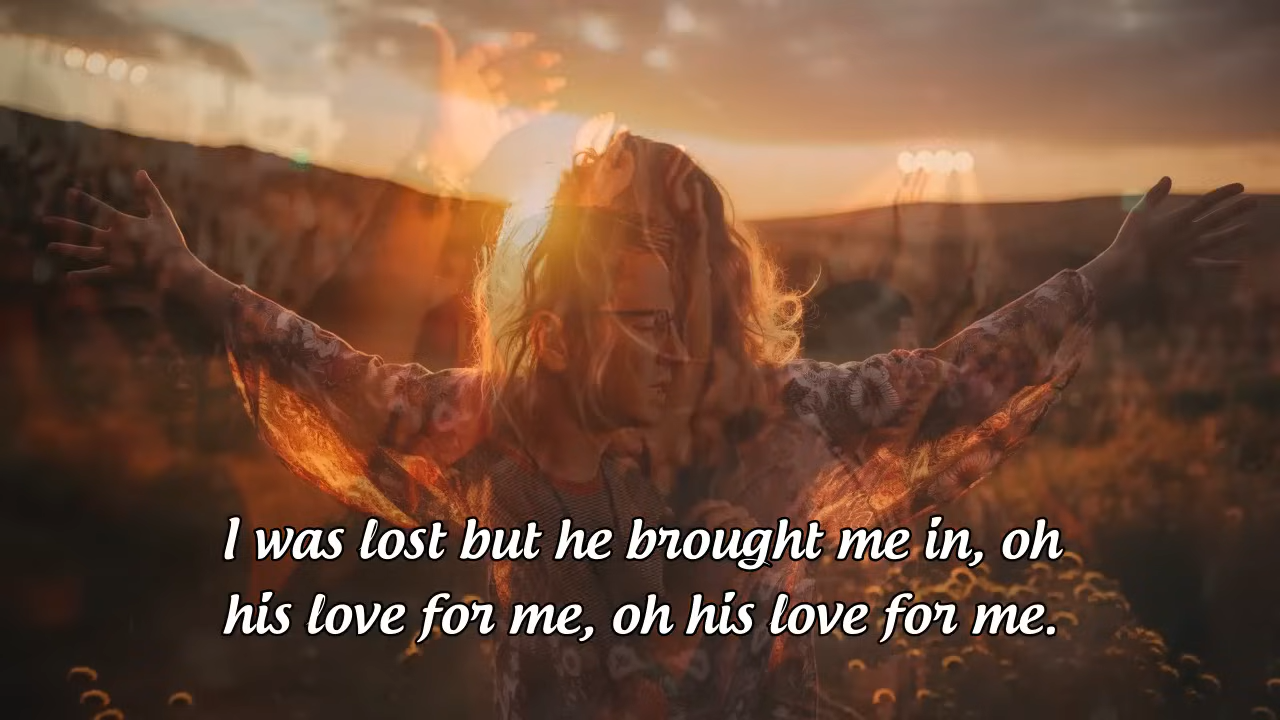 I was lost but he brought me in, oh
his love for me, oh his love for me.